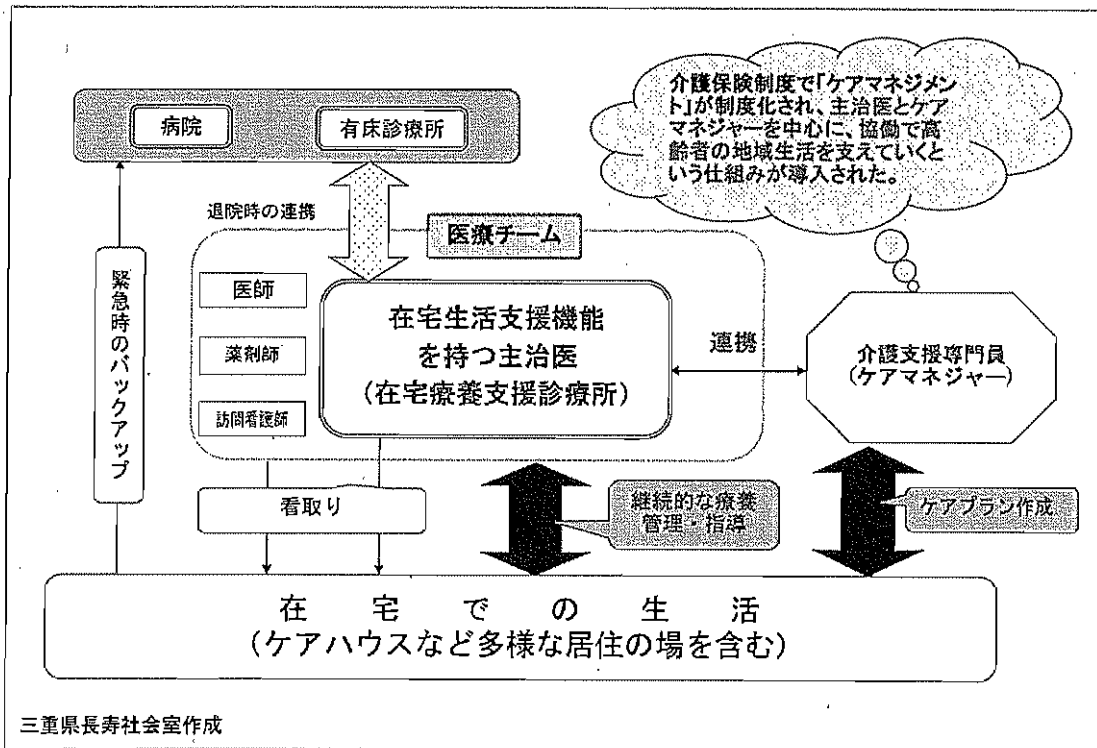 病院
有床診療所
介護保険制度で「ケアマネジメン
ト」が制度化され、主治医とケア
マネジャーを中心に、協働で高
齢者の地域生活を支えていくと
いう仕組みが導入された。
退院時の連携
医療チーム
緊急時のバックアップ
医師
薬剤師
訪問看護師
在宅生活支援機能
を持つ主治医
(在宅療養支援診療所)
連携
介護支援専門員
(ケアマネジャー)
看取り
継続的な療養
管理・指導
ケアプラン作成
在宅での生活
(ケアハウスなど多様な居住の場を含む)
三重県長寿社会室作成